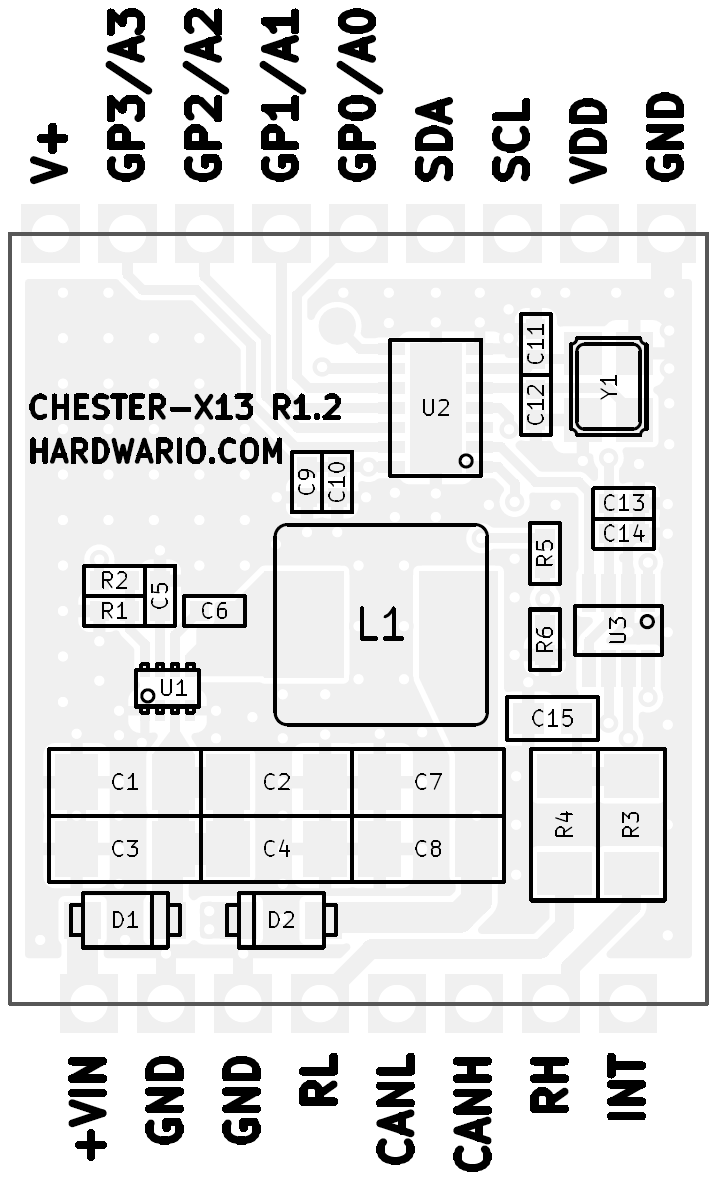 V+
GP3/A3
GP2/A2
GP1/A1
GP0/A0
SDA
SCL
VDD
GND
C11
U2
Y1
C12
CHESTER-X13 R1.2
HARDWARIO.COM
C9
C10
C13
C14
R5
R2
C5
R1
C6
L1
U3
R6
U1
C15
C1
C2
C7
R4
R3
C3
C4
C8
D1
D2
+VIN
GND
GND
RL
CANL
CANH
RH
INT